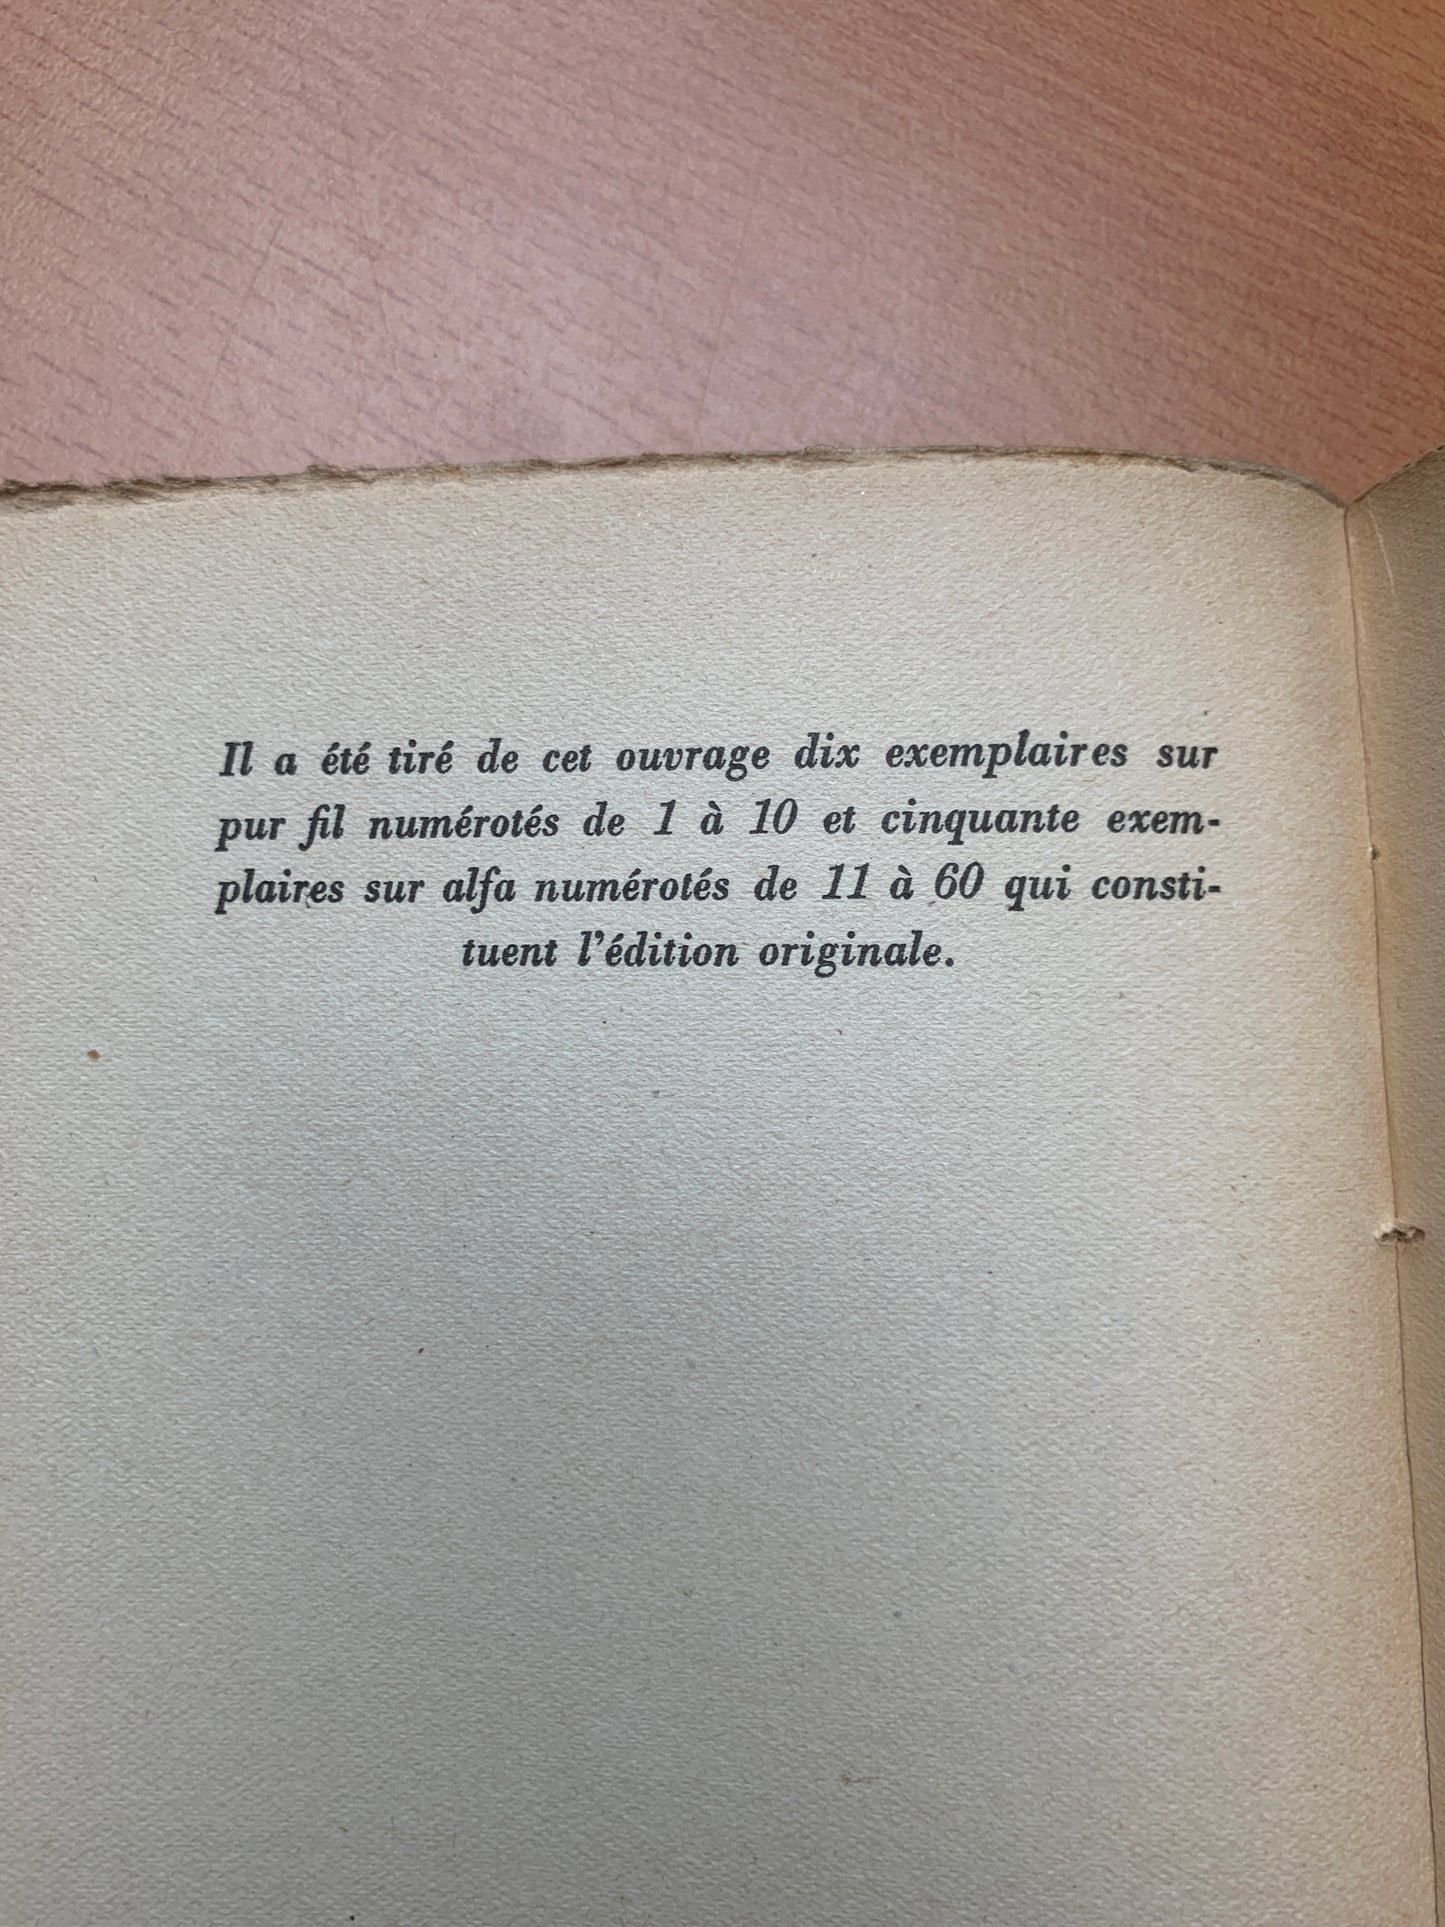 Il a été tiré de cet ouvrage dix exemplaires sur
pur fil numérotés de 1 à 10 et cinquante exem-
plaires sur alfa numérotés de 11 à 60 qui consti-
tuent l'édition originale.